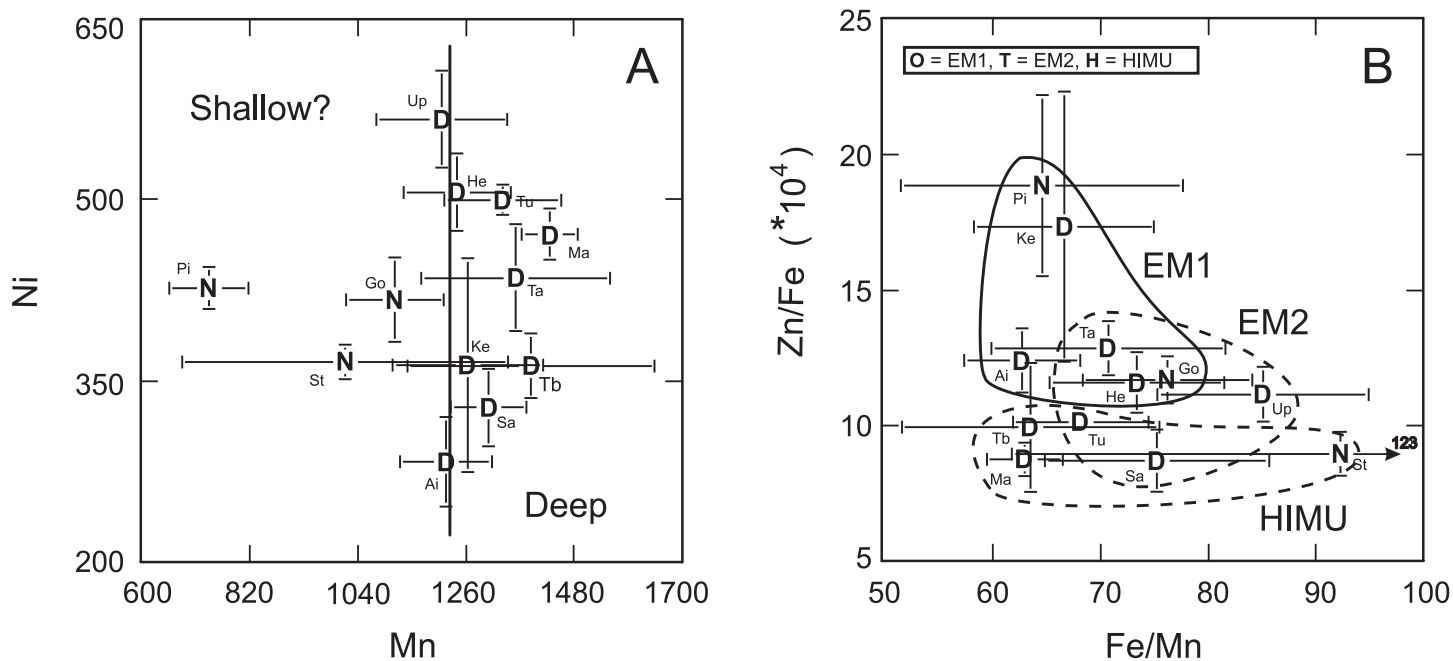 650
500
350
200
Ni
600 820 1040 1260 1480 1700
Mn
A
Shallow?
Deep
Up
D
He
D
Tu
D
Ma
D
Pi
N
Go
N
Ta
D
Ke
D
St
N
Tb
D
Sa
D
Ai
D
25
20
15
10
5
Zn/Fe (*10⁴)
50 60 70 80 90 100
Fe/Mn
B
O = EM1, T = EM2, H = HIMU
EM1
EM2
HIMU
Pi
N
Ke
D
Ta
D
Ai
D
Go
N
He
D
Up
D
Tb
D
Tu
D
Ma
D
Sa
D
St
N
123